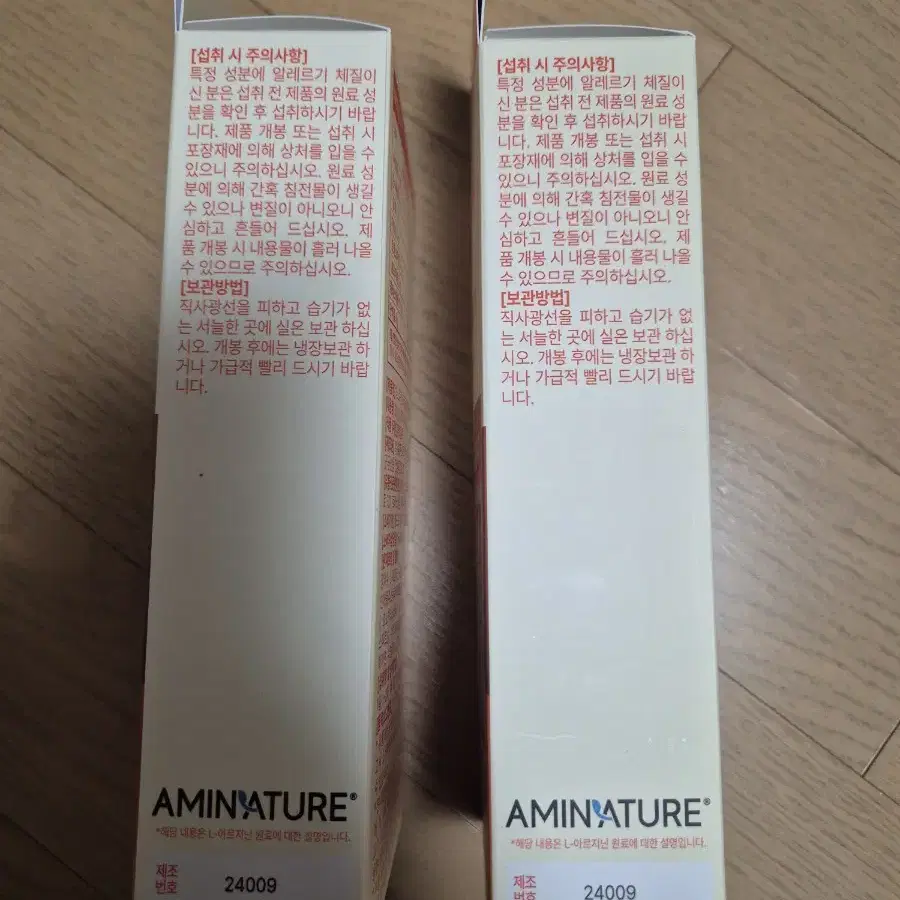 [섭취 시 주의사항]
특정 성분에 알레르기 체질이
신 분은 섭취 전 제품의 원료 성
분을 확인 후 섭취하시기 바랍
니다. 제품 개봉 또는 섭취 시
포장재에 의해 상처를 입을 수
있으니 주의하십시오. 원료 성
분에 의해 간혹 침전물이 생길
수 있으나 변질이 아니오니 안
심하고 흔들어 드십시오. 제
품 개봉 시 내용물이 흘러 나올
수 있으므로 주의하십시오.
[보관방법]
직사광선을 피하고 습기가 없
는 서늘한 곳에 실온 보관 하십
시오. 개봉 후에는 냉장보관 하
거나 가급적 빨리 드시기 바랍
니다.
AMINATURE®
*해당 내용은 L-아르지닌 원료에 대한 설명입니다.
제조
번호 24009
[섭취 시 주의사항]
특정 성분에 알레르기 체질이
신 분은 섭취 전 제품의 원료 성
분을 확인 후 섭취하시기 바랍
니다. 제품 개봉 또는 섭취 시
포장재에 의해 상처를 입을 수
있으니 주의하십시오. 원료 성
분에 의해 간혹 침전물이 생길
수 있으나 변질이 아니오니 안
심하고 흔들어 드십시오. 제
품 개봉 시 내용물이 흘러 나올
수 있으므로 주의하십시오.
[보관방법]
직사광선을 피하고 습기가 없
는 서늘한 곳에 실온 보관 하십
시오. 개봉 후에는 냉장보관 하
거나 가급적 빨리 드시기 바랍
니다.
AMINATURE®
*해당 내용은 L-아르지닌 원료에 대한 설명입니다.
제조
번호 24009